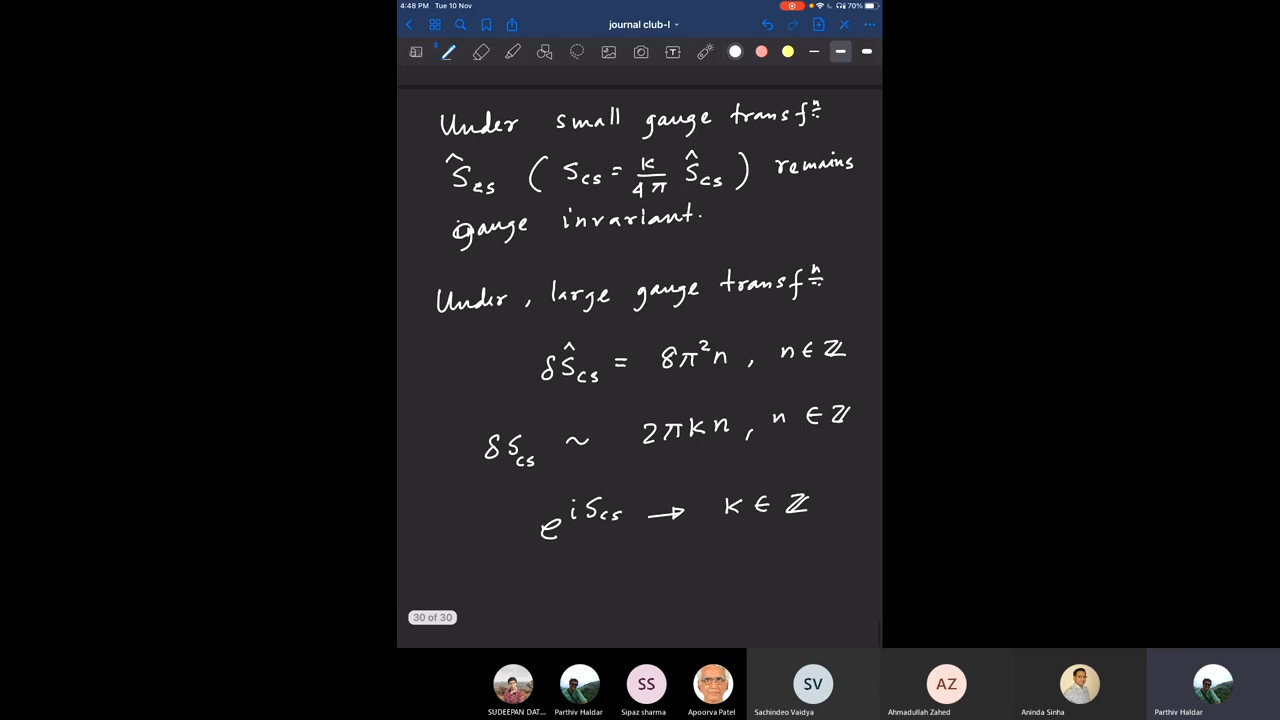 4:48 PM Tue 10 Nov
70%
journal club-I
Under small gauge transfⁿ
Ŝcs ( Scs = k/4π Ŝcs ) remains
gauge invariant.
Under, large gauge transfⁿ
δŜcs = 8π²n, n ∈ ℤ
δScs ~ 2πkn, n ∈ ℤ
e^{iScs} → k ∈ ℤ
30 of 30
SS
SV
AZ
SUDEEPAN DAT...
Parthiv Haldar
Sipaz sharma
Apoorva Patel
Sachindeo Vaidya
Ahmadullah Zahed
Aninda Sinha
Parthiv Haldar